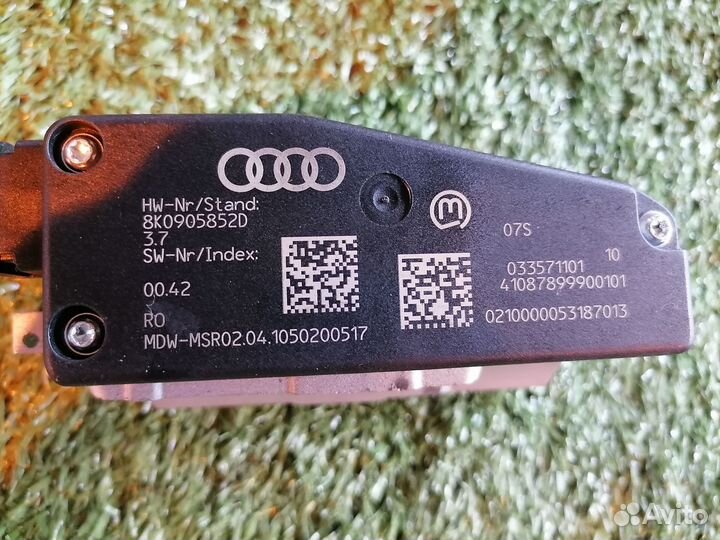 HW-Nr/Stand:
8K0905852D
3.7
SW-Nr/Index:
00.42
RO
MDW-MSR02.04.1050200517
m
07S
10
033571101
41087899900101
0210000053187013
Avito